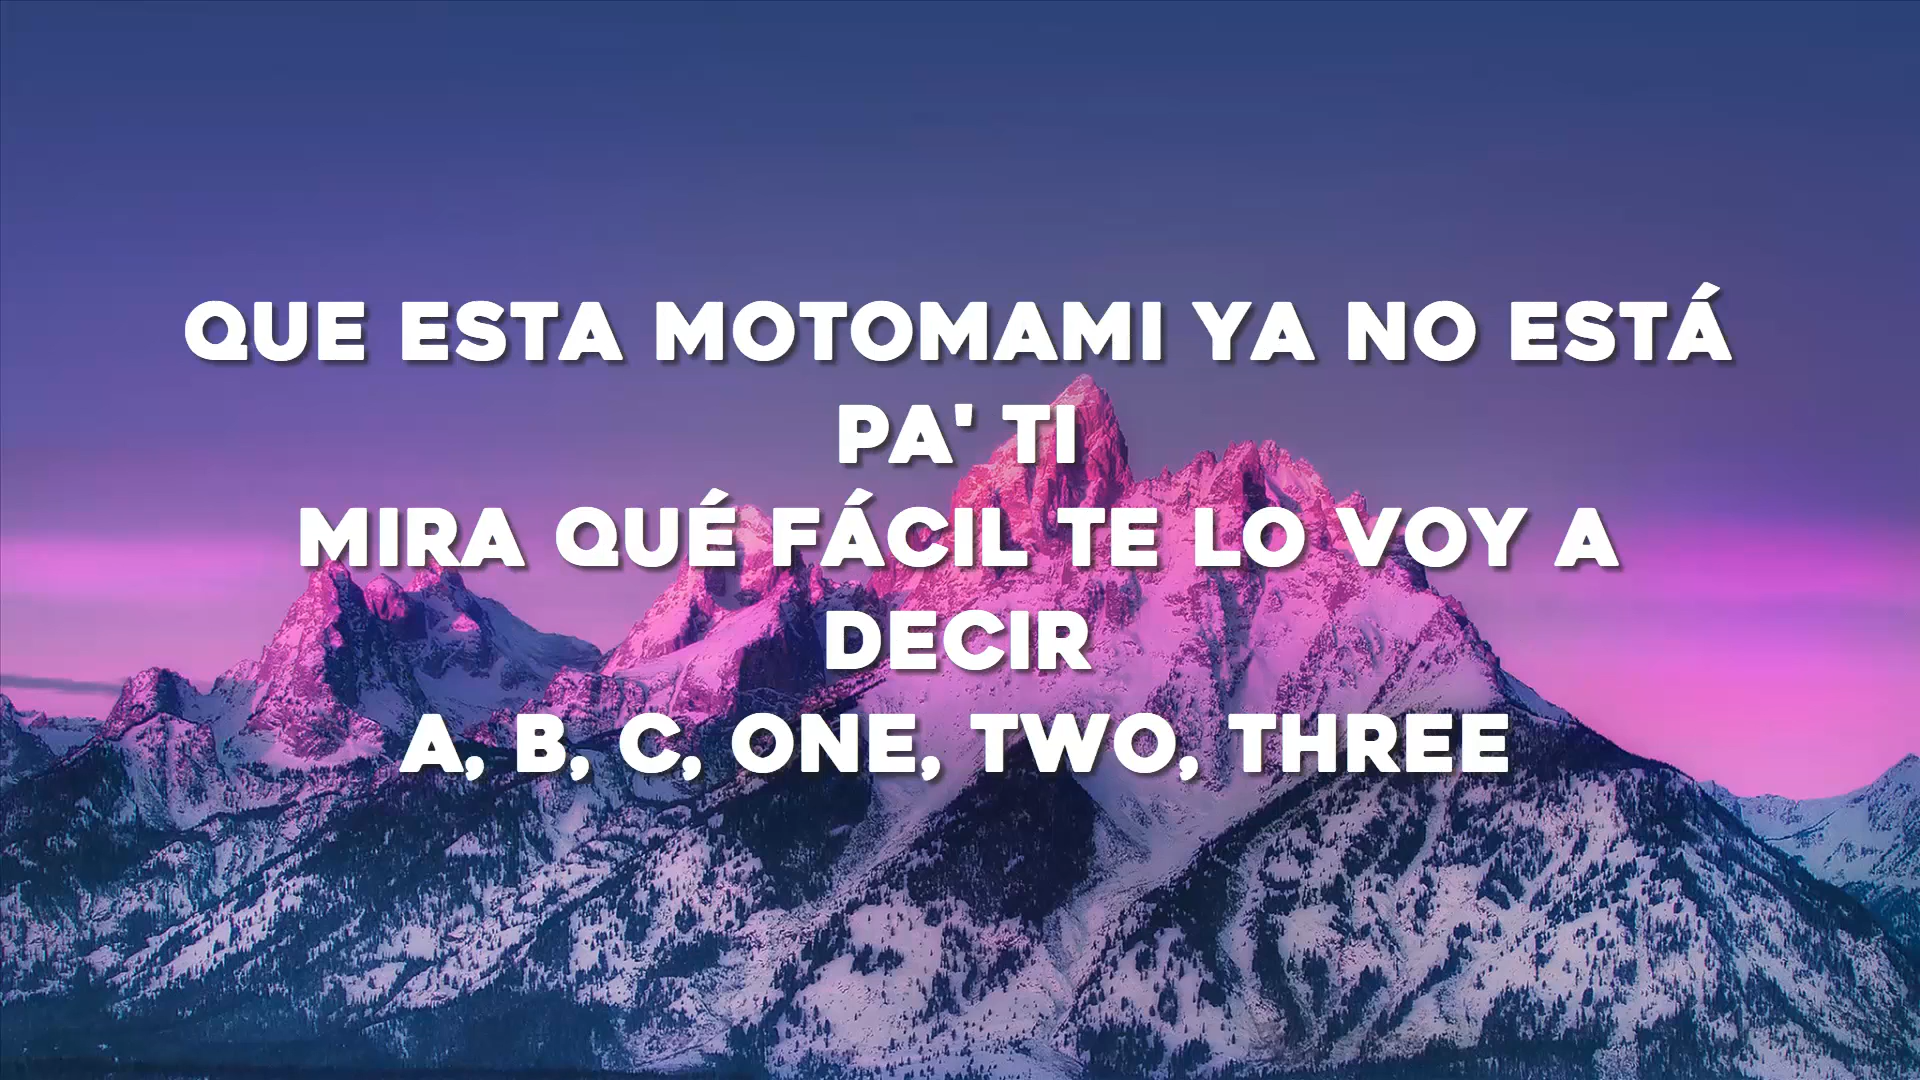 QUE ESTA MOTOMAMI YA NO ESTÁ
PA' TI
MIRA QUÉ FÁCIL TE LO VOY A
DECIR
A, B, C, ONE, TWO, THREE